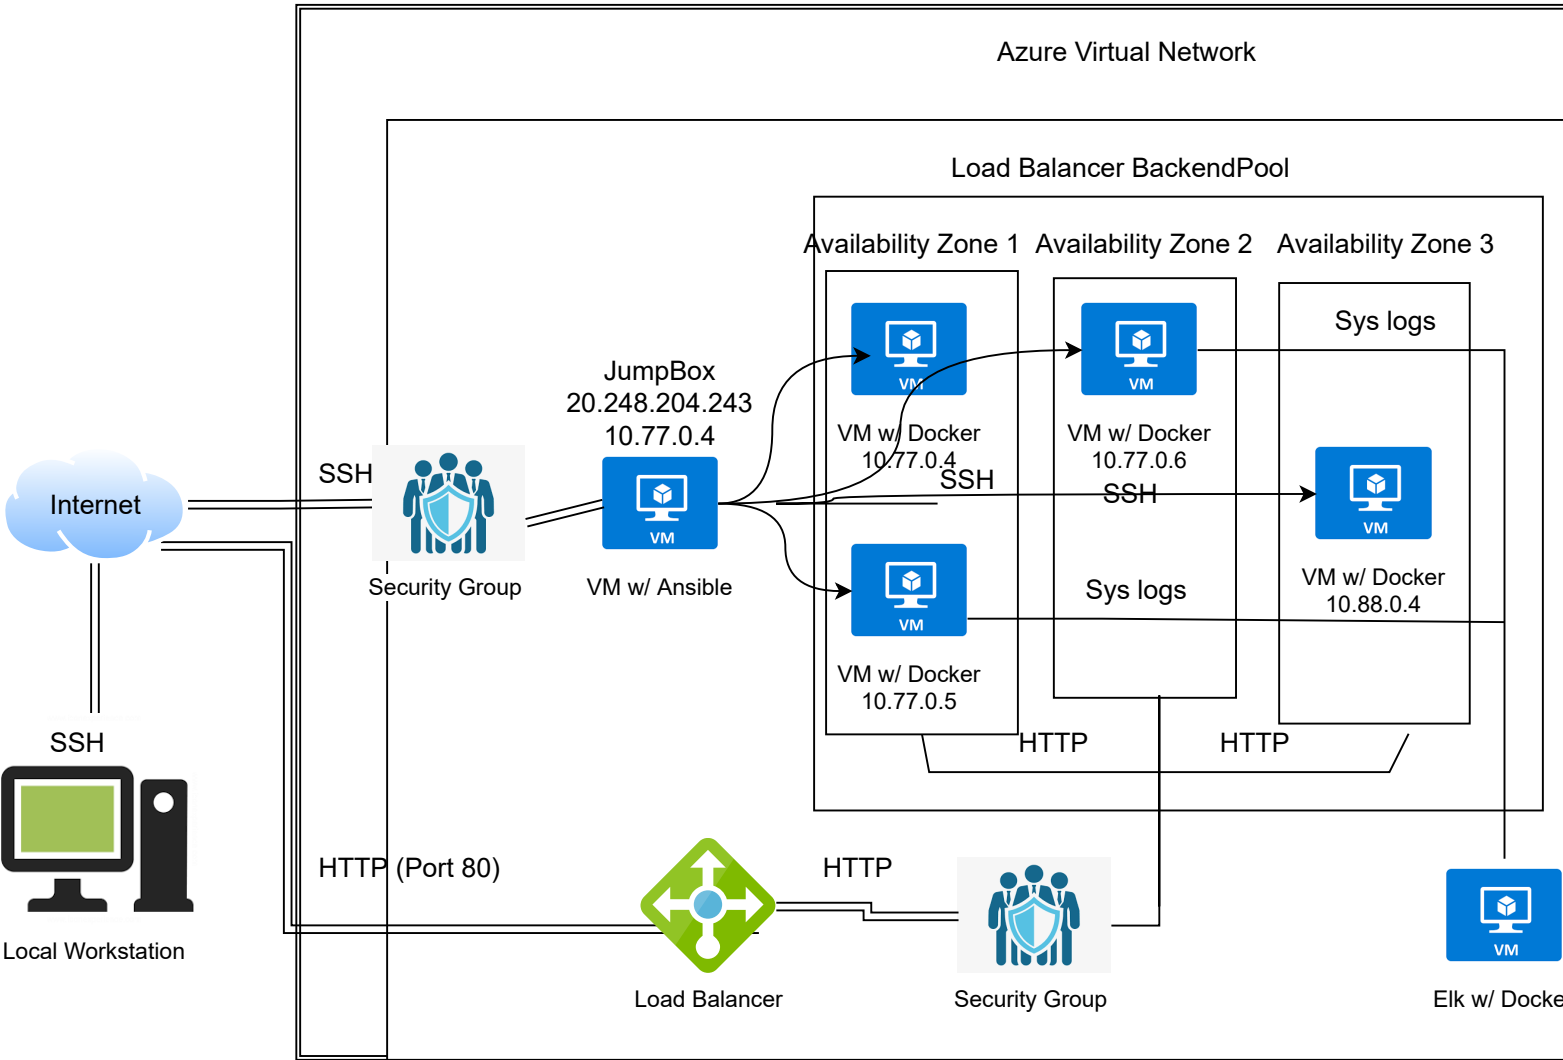 Azure Virtual Network
Load Balancer BackendPool
Availability Zone 1
Availability Zone 2
Availability Zone 3
Sys logs
VM
VM
JumpBox
20.248.204.243
10.77.0.4
VM w/ Docker
10.77.0.4
VM w/ Docker
10.77.0.6
SSH
Internet
SSH
SSH
VM
VM
Security Group
VM w/ Ansible
VM w/ Docker
10.88.0.4
Sys logs
VM
VM w/ Docker
10.77.0.5
SSH
HTTP
HTTP
HTTP (Port 80)
HTTP
Local Workstation
VM
Load Balancer
Security Group
Elk w/ Docke